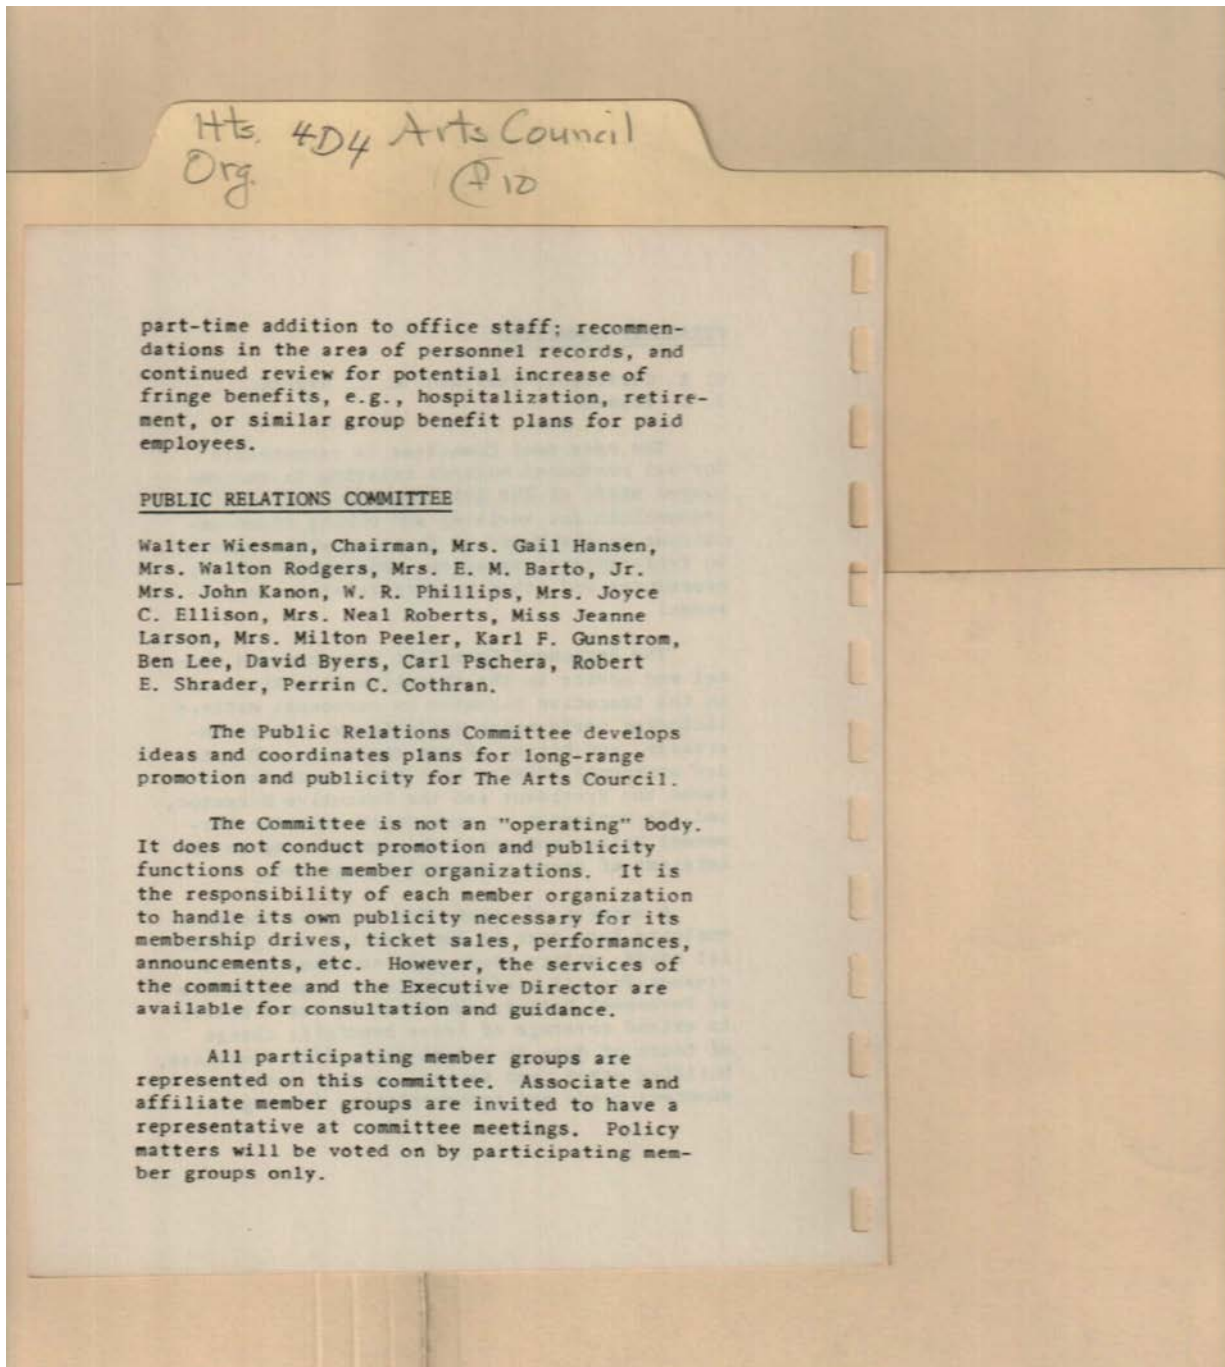 Hts. 4D4 Arts Council
Org. 10
part-time addition to office staff; recommen-
dations in the area of personnel records, and
continued review for potential increase of
fringe benefits, e.g., hospitalization, retire-
ment, or similar group benefit plans for paid
employees.
PUBLIC RELATIONS COMMITTEE
Walter Wiesman, Chairman, Mrs. Gail Hansen,
Mrs. Walton Rodgers, Mrs. E. M. Barto, Jr.
Mrs. John Kanon, W. R. Phillips, Mrs. Joyce
C. Ellison, Mrs. Neal Roberts, Miss Jeanne
Larson, Mrs. Milton Peeler, Karl F. Gunstrom,
Ben Lee, David Byers, Carl Pschera, Robert
E. Shrader, Perrin C. Cothran.
The Public Relations Committee develops
ideas and coordinates plans for long-range
promotion and publicity for The Arts Courcil.
The Committee is not an "operating" body.
It does not conduct promotion and publicity
functions of the member organizations. It is
the responsibility of each member organization
to handle its own publicity necessary for its
membership drives, ticket sales, performances,
announcements, etc. However, the services of
the committee and the Executive Director are
available for consultation and guidance.
All participating member groups are
represented on this committee. Associate and
affiliate member groups are invited to have a
representative at committee meetings. Policy
matters will be voted on by participating mem-
ber groups only.